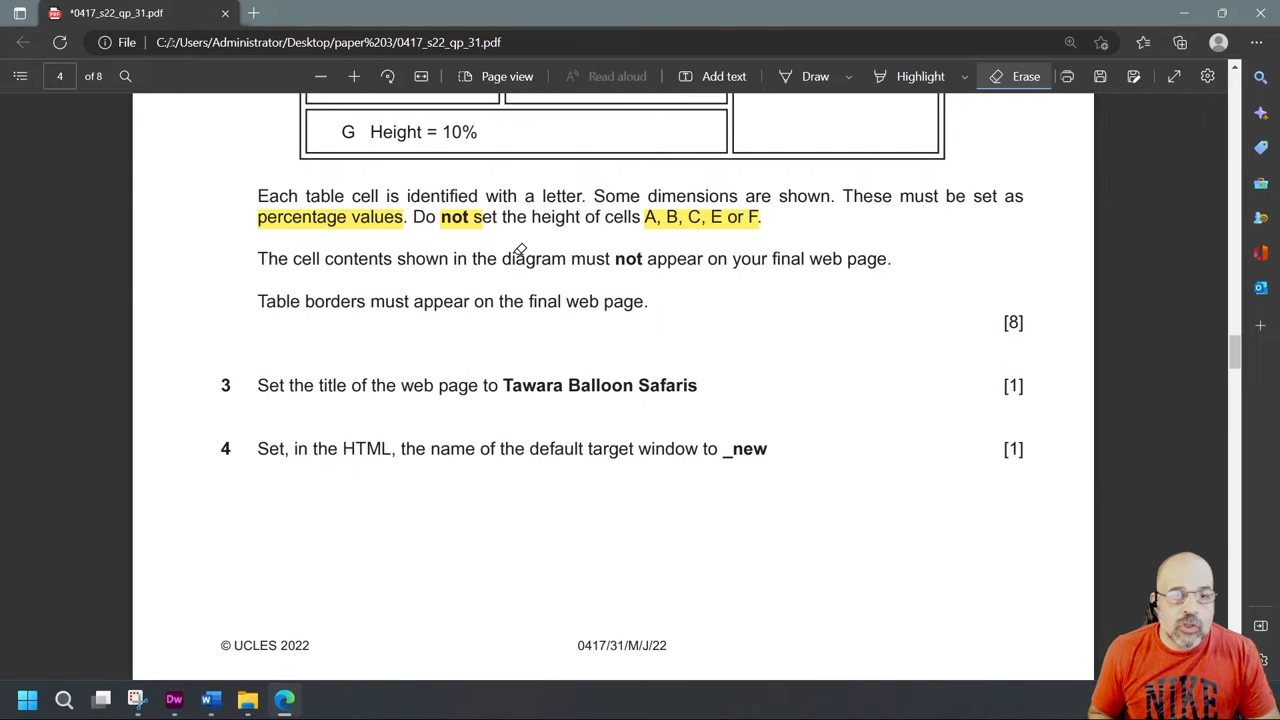 *0417_s22_qp_31.pdf
File C:/Users/Administrator/Desktop/paper%203/0417_s22_qp_31.pdf
4 of 8 Page view Read aloud Add text Draw Highlight Erase
G Height = 10%
Each table cell is identified with a letter. Some dimensions are shown. These must be set as
percentage values. Do not set the height of cells A, B, C, E or F.
The cell contents shown in the diagram must not appear on your final web page.
Table borders must appear on the final web page.
[8]
3 Set the title of the web page to Tawara Balloon Safaris [1]
4 Set, in the HTML, the name of the default target window to _new [1]
© UCLES 2022 0417/31/M/J/22
Dw
NIKE